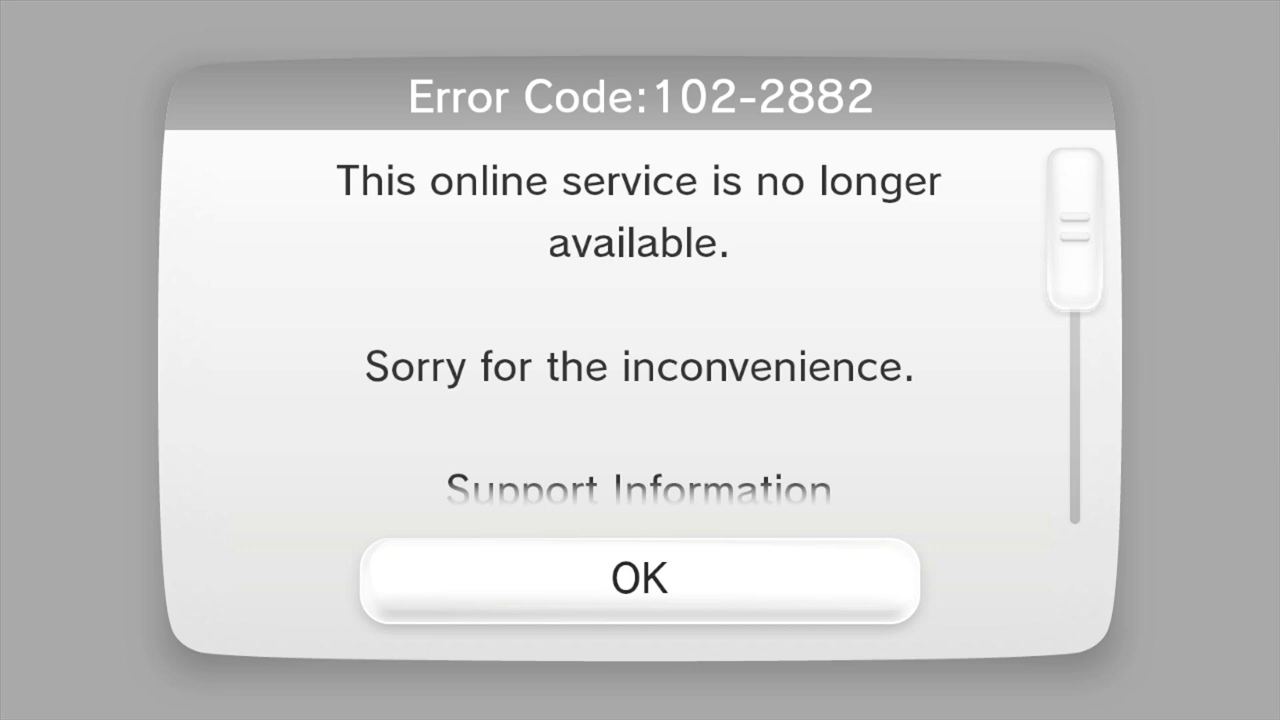 Error Code:102-2882
This online service is no longer
available.
Sorry for the inconvenience.
Support Information
OK